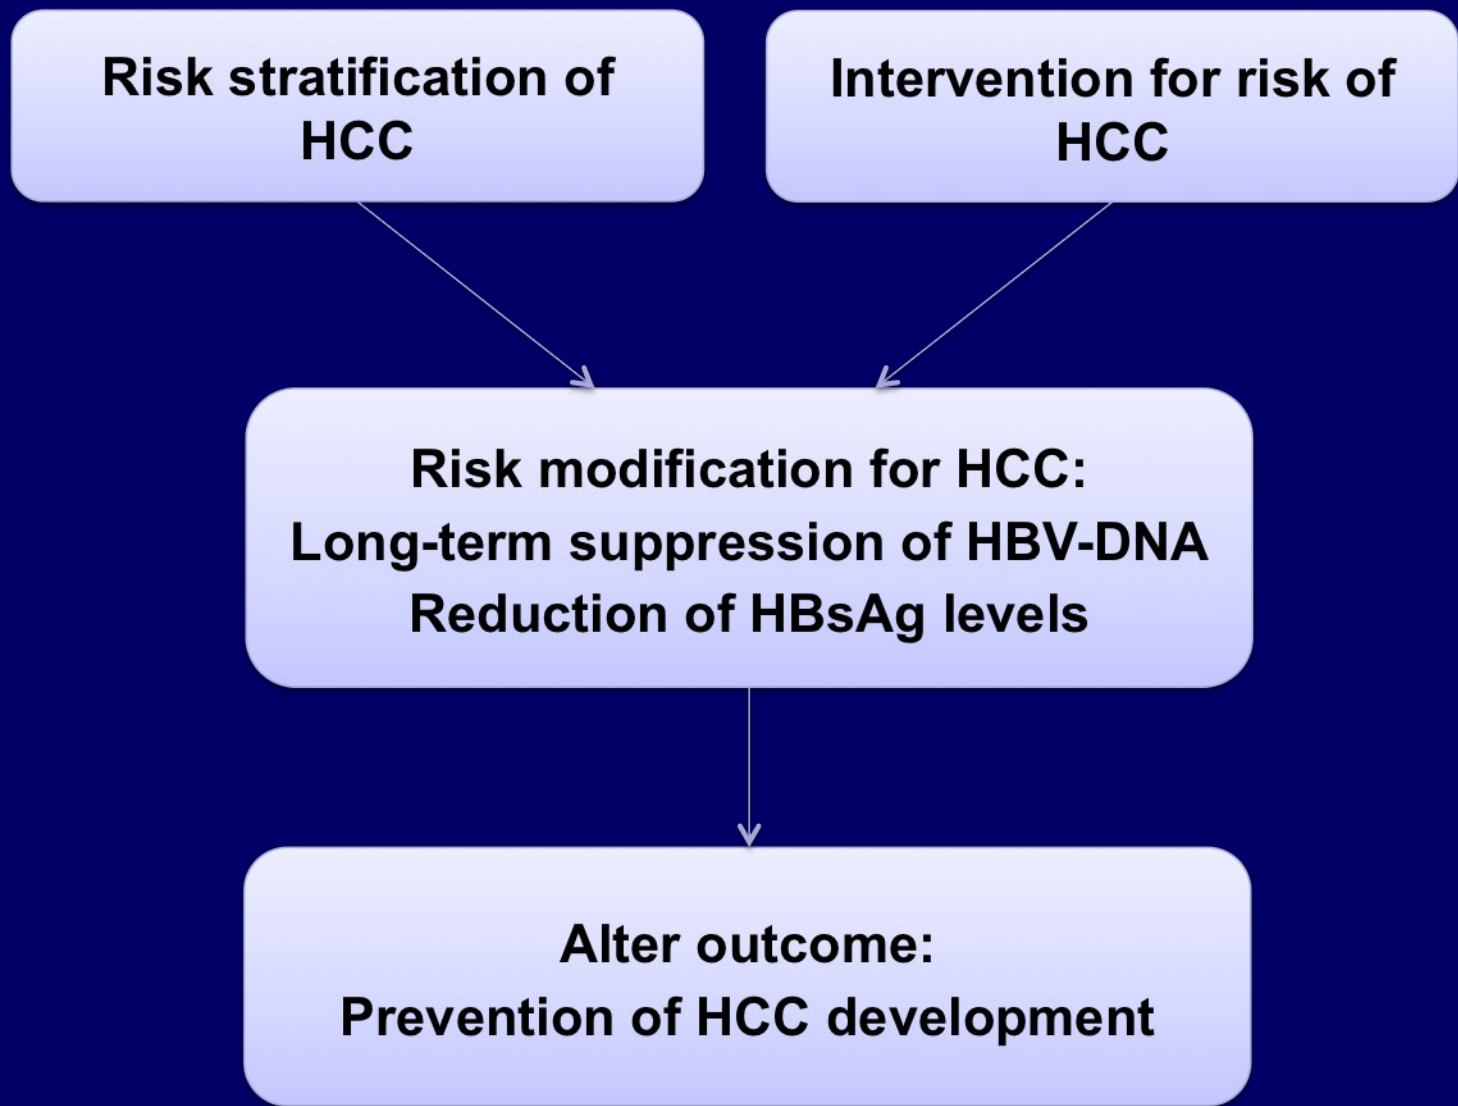 Risk stratification of
HCC
Intervention for risk of
HCC
Risk modification for HCC:
Long-term suppression of HBV-DNA
Reduction of HBsAg levels
Alter outcome:
Prevention of HCC development